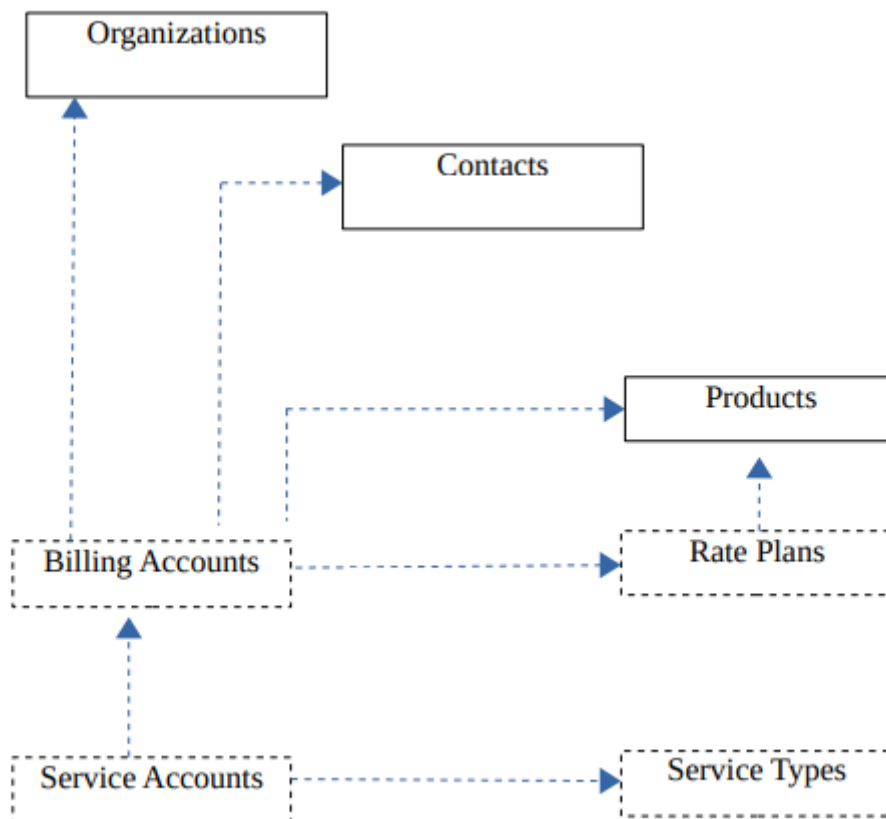 Organizations
Contacts
Products
Billing Accounts
Rate Plans
Service Accounts
Service Types